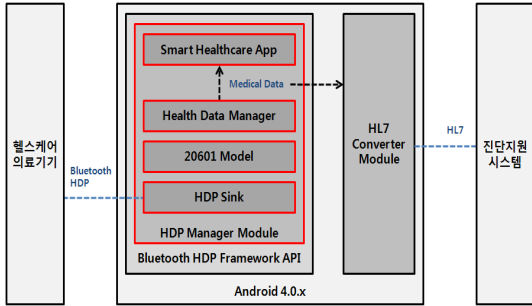 헬스케어
의료기기
Bluetooth
HDP
Smart Healthcare App
Medical Data
Health Data Manager
20601 Model
HDP Sink
HDP Manager Module
Bluetooth HDP Framework API
HL7
Converter
Module
Android 4.0.x
HL7
진단지원
시스템